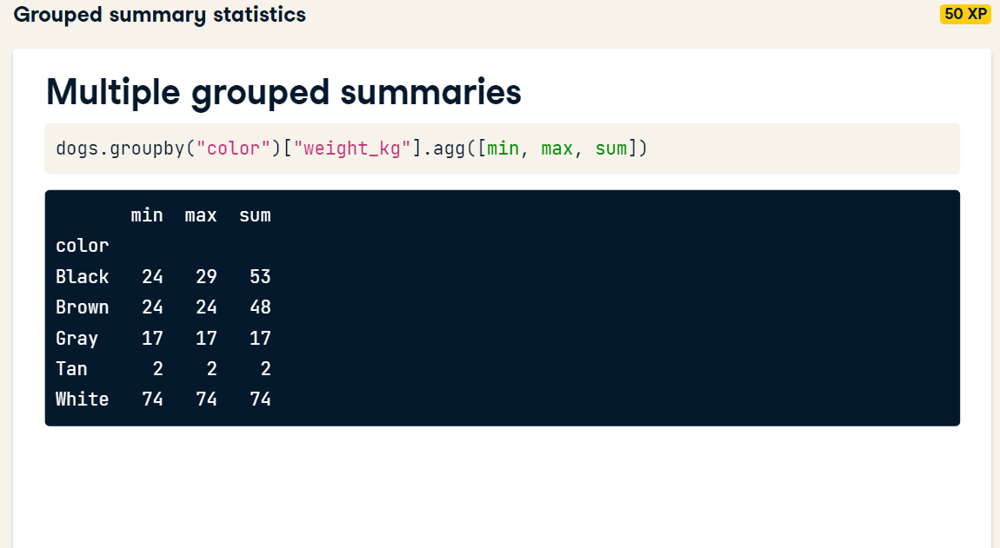 Grouped summary statistics
50 XP
Multiple grouped summaries
dogs.groupby("color")["weight_kg"].agg([min, max, sum])
min max sum
color
Black 24 29 53
Brown 24 24 48
Gray 17 17 17
Tan 2 2 2
White 74 74 74